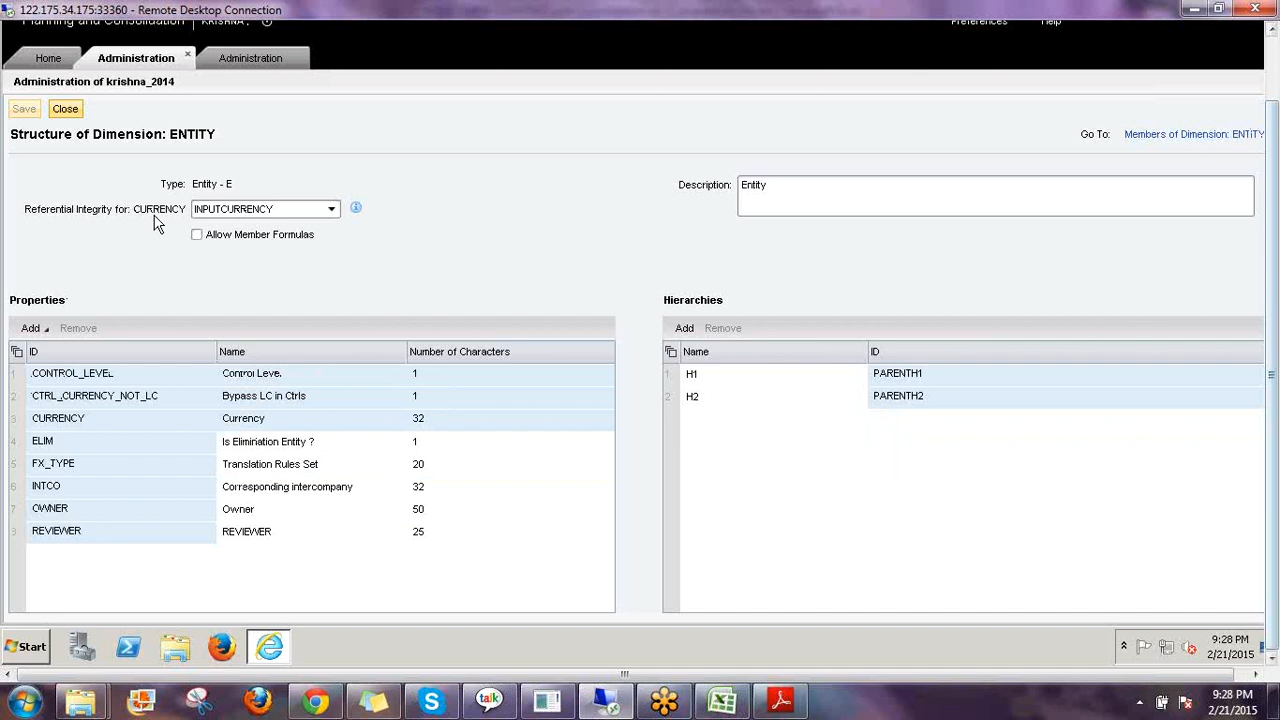 122.175.34.175:33360 - Remote Desktop Connection
Planning and Consolidation
KRISHNA
Preferences
Help
Home
Administration
Administration
Administration of krishna_2014
Save
Close
Structure of Dimension: ENTITY
Go To:
Members of Dimension: ENTITY
Type:
Entity - E
Description:
Entity
Referential Integrity for: CURRENCY
INPUTCURRENCY
Allow Member Formulas
Properties
Hierarchies
Add
Remove
Add
Remove
ID
Name
Number of Characters
Name
ID
1
CONTROL_LEVEL
Control Level
1
1
H1
PARENTH1
2
CTRL_CURRENCY_NOT_LC
Bypass LC in Ctrls
1
2
H2
PARENTH2
3
CURRENCY
Currency
32
4
ELIM
Is Elimination Entity ?
1
5
FX_TYPE
Translation Rules Set
20
6
INTCO
Corresponding intercompany
32
7
OWNER
Owner
50
8
REVIEWER
REVIEWER
25
Start
9:28 PM
2/21/2015
talk
9:28 PM
2/21/2015